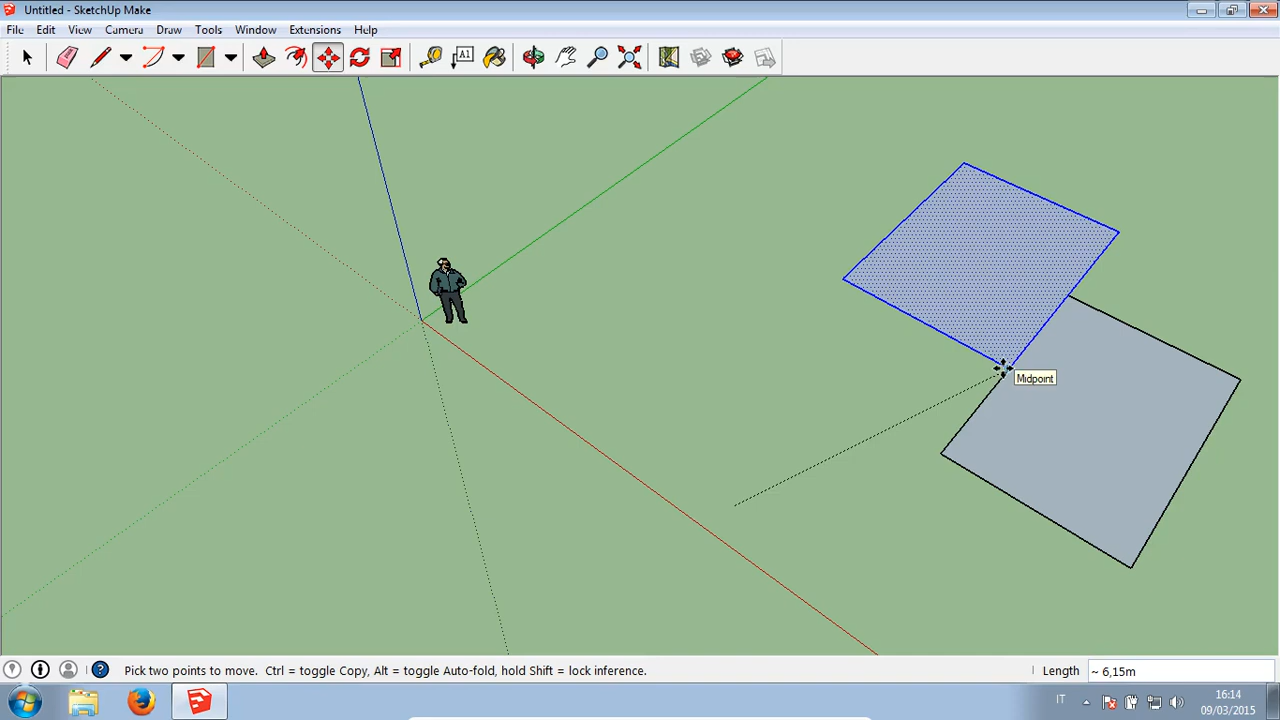 Untitled - SketchUp Make
File Edit View Camera Draw Tools Window Extensions Help
A1
Midpoint
Pick two points to move. Ctrl = toggle Copy, Alt = toggle Auto-fold, hold Shift = lock inference.
Length ~ 6,15m
IT
16:14
09/03/2015